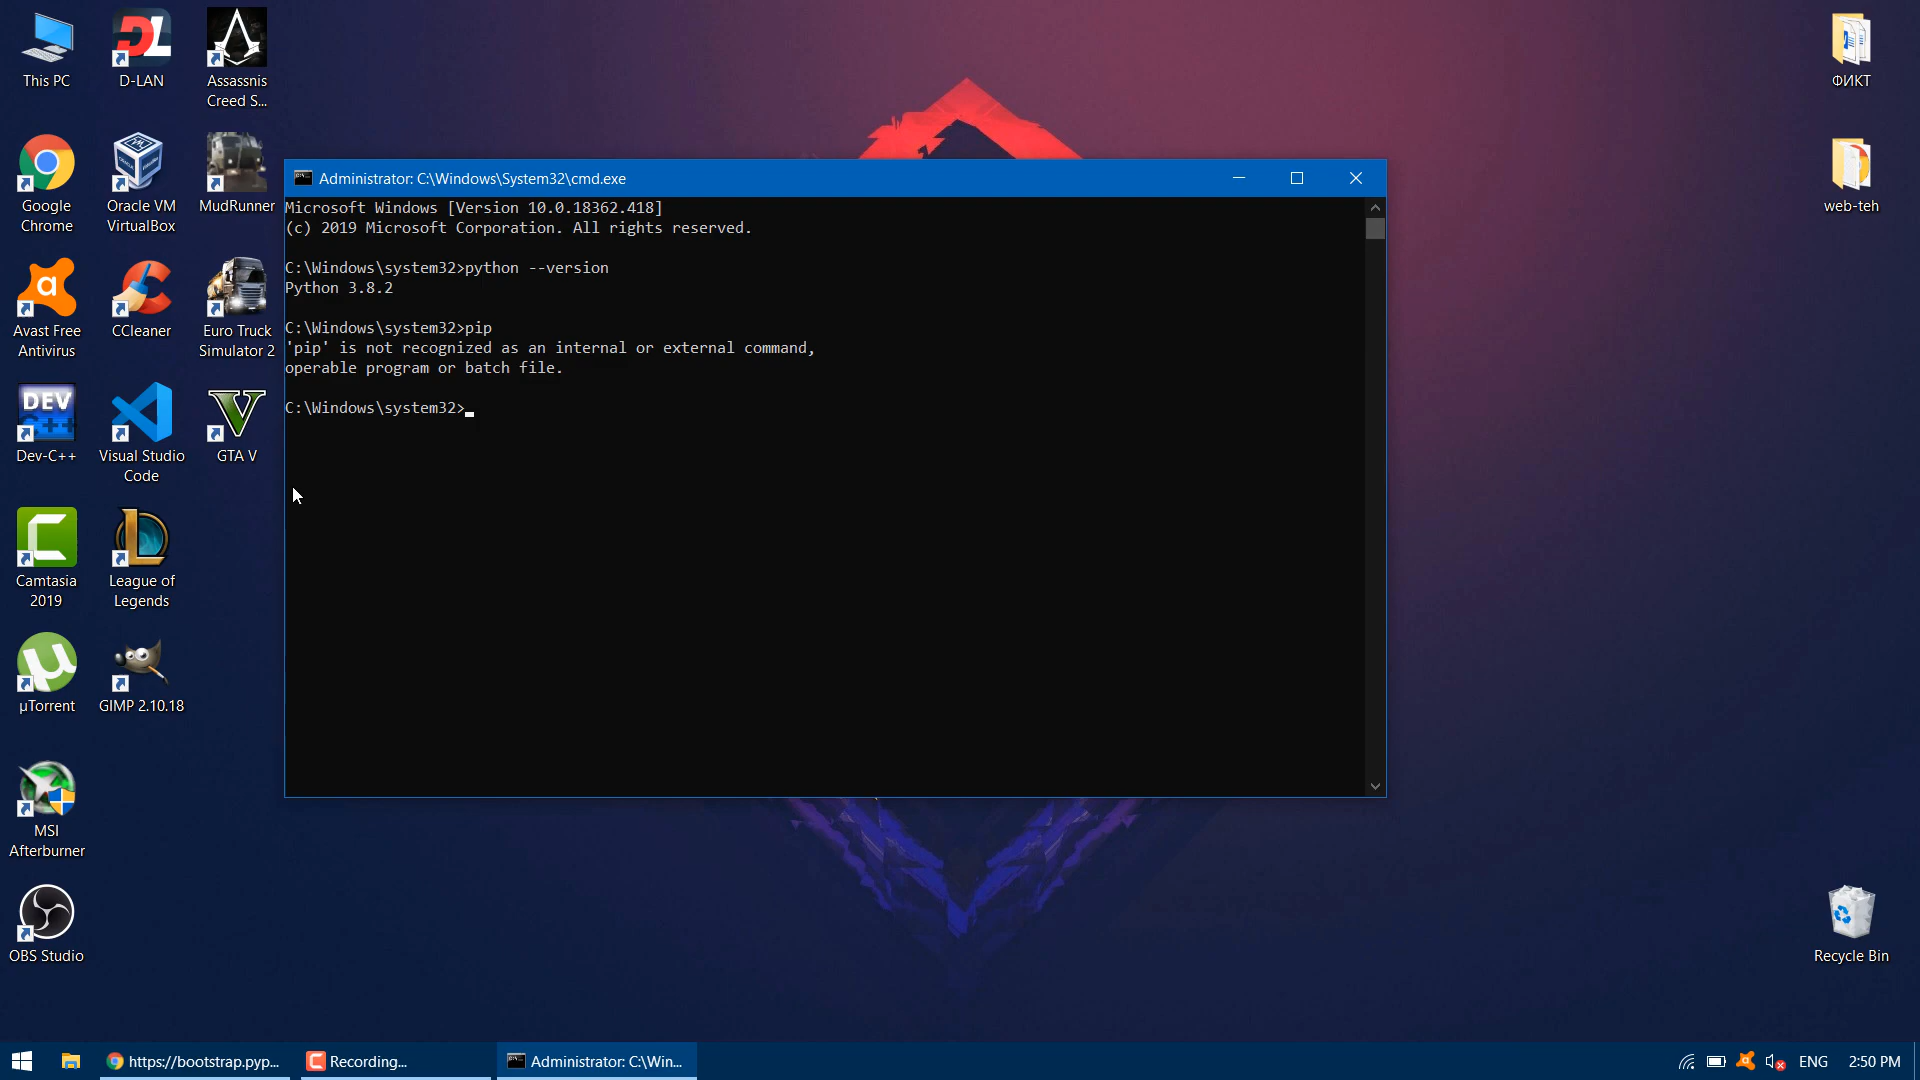 This PC
D-LAN
Assassnis
Creed S...
Google
Chrome
Oracle VM
VirtualBox
MudRunner
Avast Free
Antivirus
CCleaner
Euro Truck
Simulator 2
DEV
C++
Dev-C++
Visual Studio
Code
GTA V
Camtasia
2019
League of
Legends
µTorrent
GIMP 2.10.18
MSI
Afterburner
OBS Studio
Administrator: C:\Windows\System32\cmd.exe
Microsoft Windows [Version 10.0.18362.418]
(c) 2019 Microsoft Corporation. All rights reserved.
C:\Windows\system32>python --version
Python 3.8.2
C:\Windows\system32>pip
'pip' is not recognized as an internal or external command,
operable program or batch file.
C:\Windows\system32>
ФИКТ
web-teh
Recycle Bin
https://bootstrap.pyp...
Recording...
Administrator: C:\Win...
ENG
2:50 PM